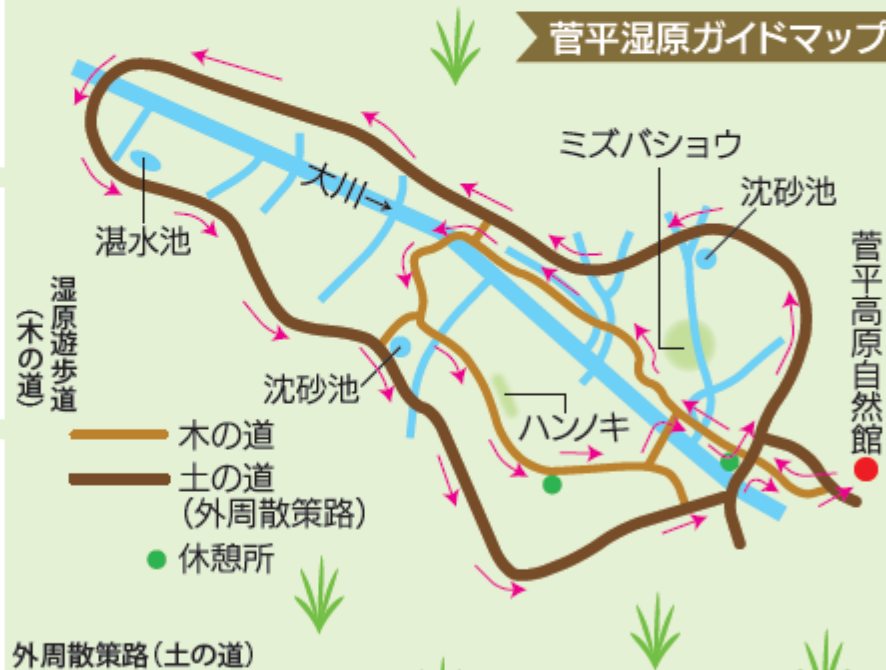 菅平湿原ガイドマップ
ミズバショウ
沈砂池
大川→
湛水池
菅平高原自然館
湿原遊歩道
（木の道）
沈砂池
ハンノキ
木の道
土の道
（外周散策路）
休憩所
外周散策路（土の道）